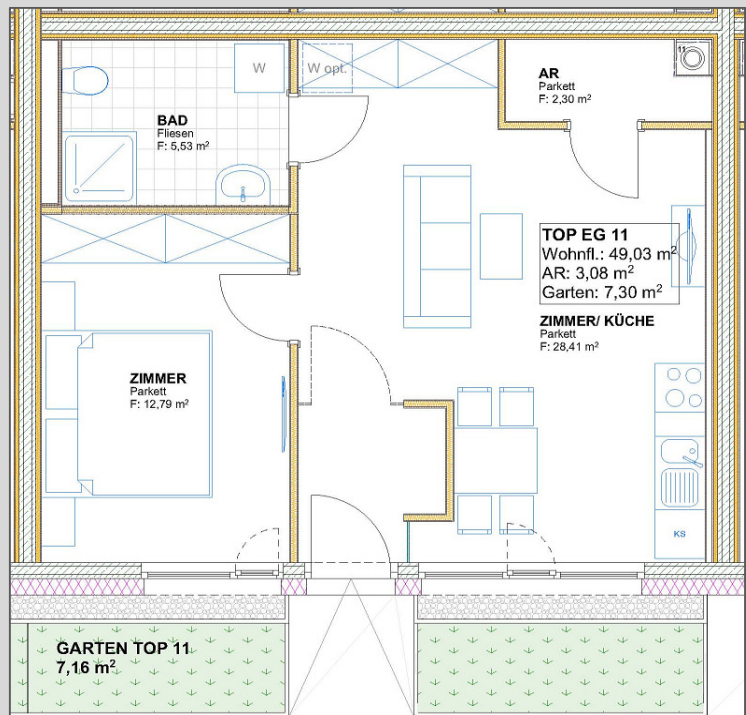 W
W opt.
11
AR
Parkett
F: 2,30 m²
BAD
Fliesen
F: 5,53 m²
TOP EG 11
Wohnfl.: 49,03 m²
AR: 3,08 m²
Garten: 7,30 m²
ZIMMER/ KÜCHE
Parkett
F: 28,41 m²
ZIMMER
Parkett
F: 12,79 m²
KS
GARTEN TOP 11
7,16 m²